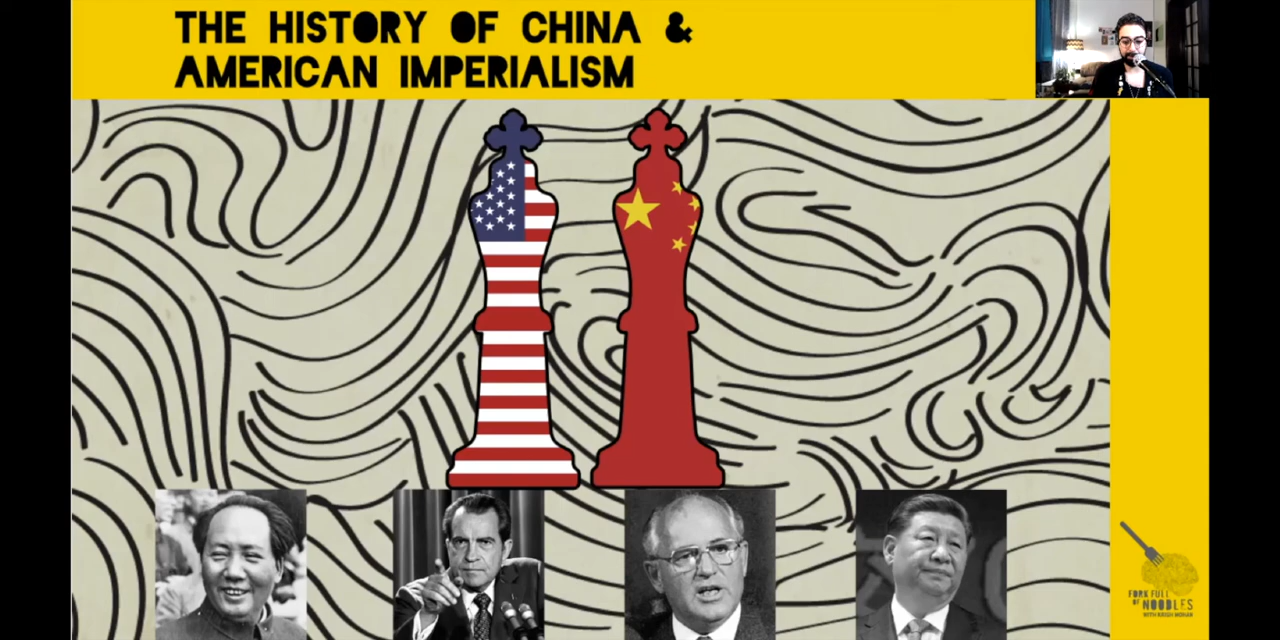 THE HISTORY OF CHINA &
AMERICAN IMPERIALISM
FORK FULL
OF NOODLES